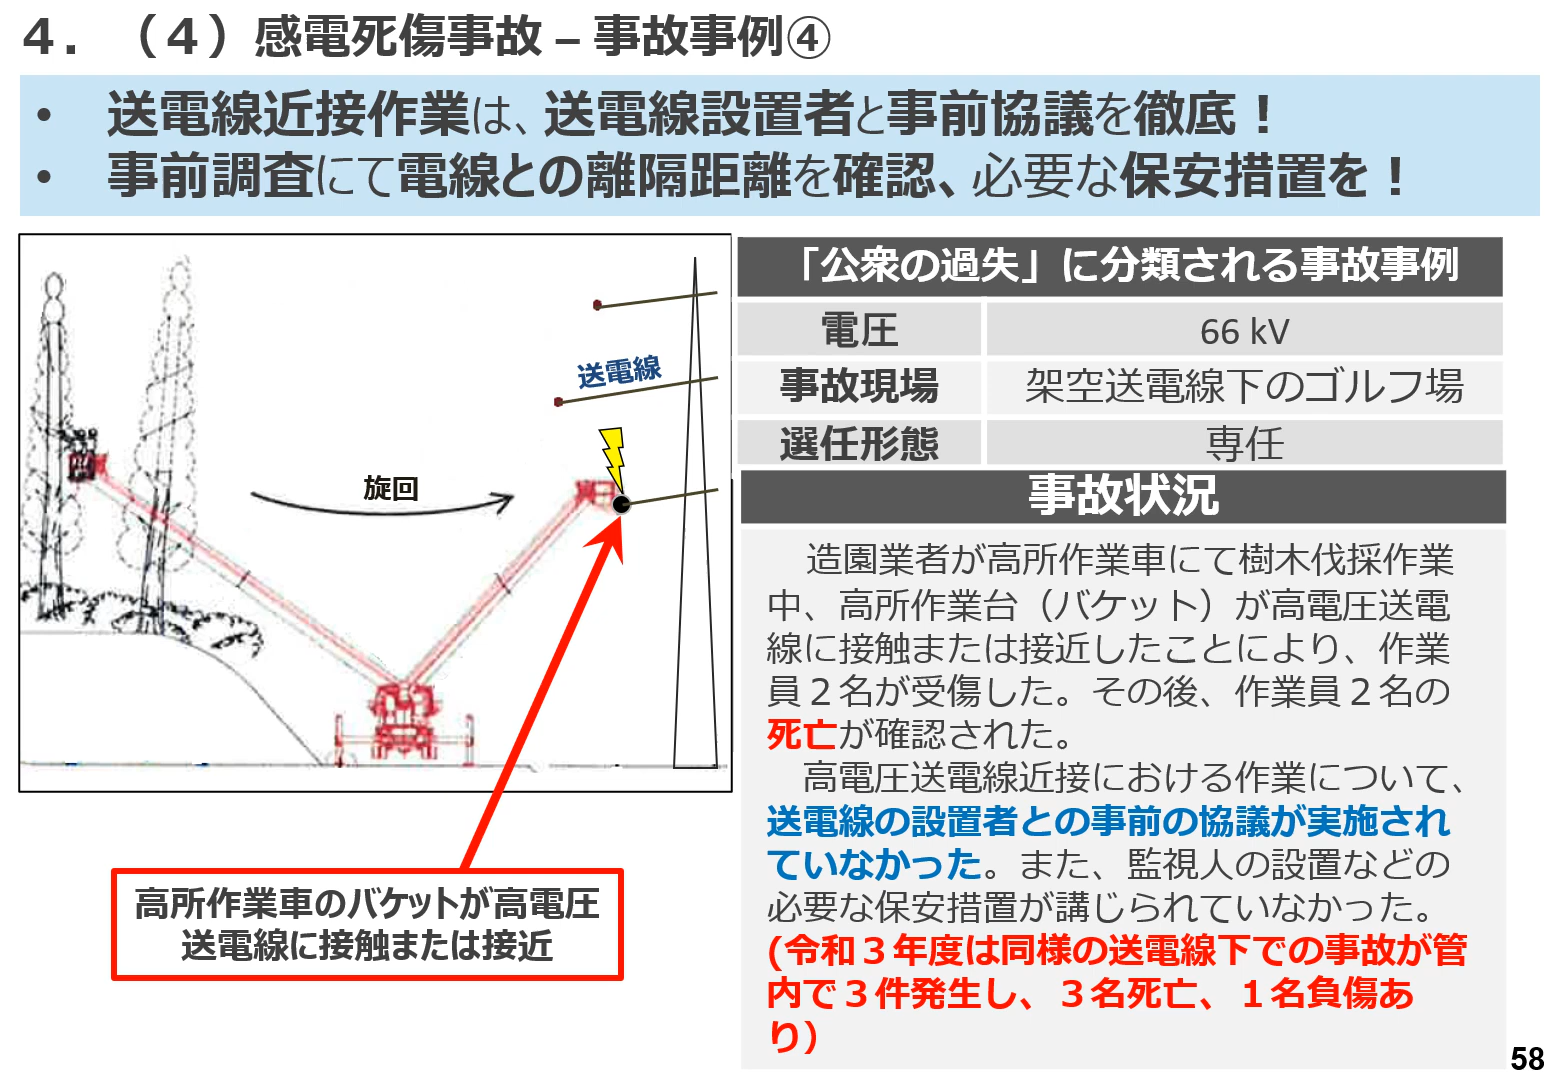 ４．（４）感電死傷事故 – 事故事例④
• 送電線近接作業は、送電線設置者と事前協議を徹底！
• 事前調査にて電線との離隔距離を確認、必要な保安措置を！
送電線
旋回
高所作業車のバケットが高電圧
送電線に接触または接近
「公衆の過失」に分類される事故事例
電圧 66 kV
事故現場 架空送電線下のゴルフ場
選任形態 専任
事故状況
造園業者が高所作業車にて樹木伐採作業
中、高所作業台（バケット）が高電圧送電
線に接触または接近したことにより、作業
員２名が受傷した。その後、作業員２名の
死亡が確認された。
高電圧送電線近接における作業について、
送電線の設置者との事前の協議が実施され
ていなかった。また、監視人の設置などの
必要な保安措置が講じられていなかった。
(令和３年度は同様の送電線下での事故が管
内で３件発生し、３名死亡、１名負傷あ
り）
58